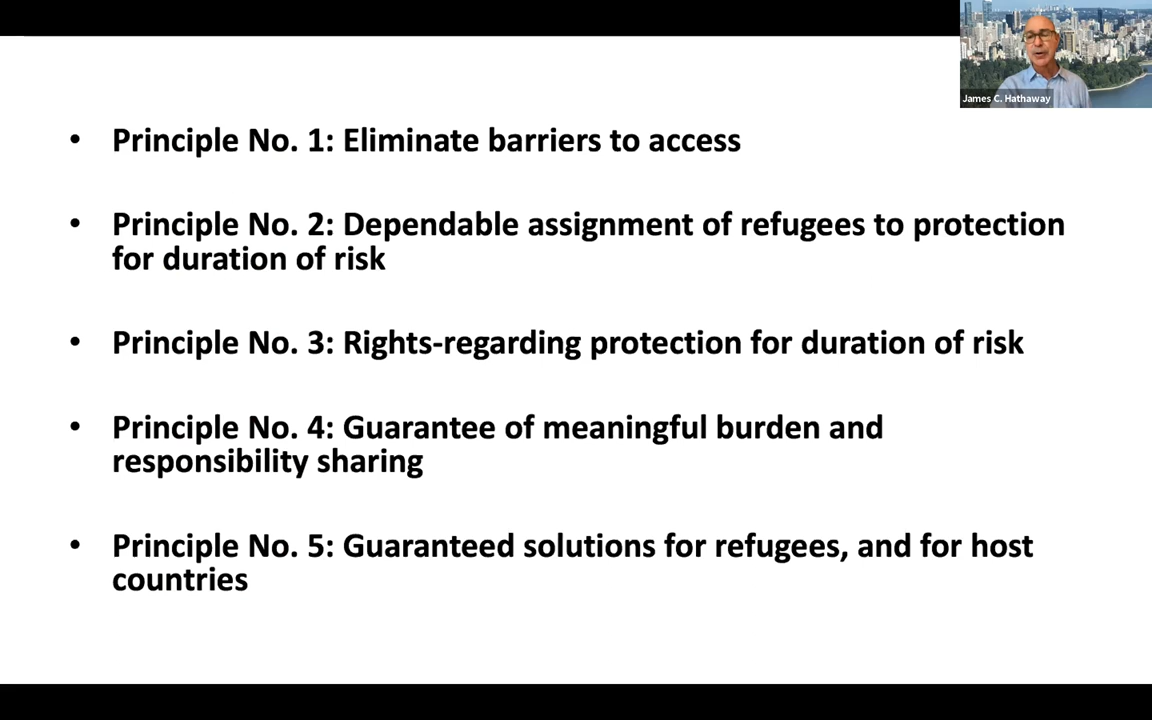 James C. Hathaway
• Principle No. 1: Eliminate barriers to access
• Principle No. 2: Dependable assignment of refugees to protection
for duration of risk
• Principle No. 3: Rights-regarding protection for duration of risk
• Principle No. 4: Guarantee of meaningful burden and
responsibility sharing
• Principle No. 5: Guaranteed solutions for refugees, and for host
countries